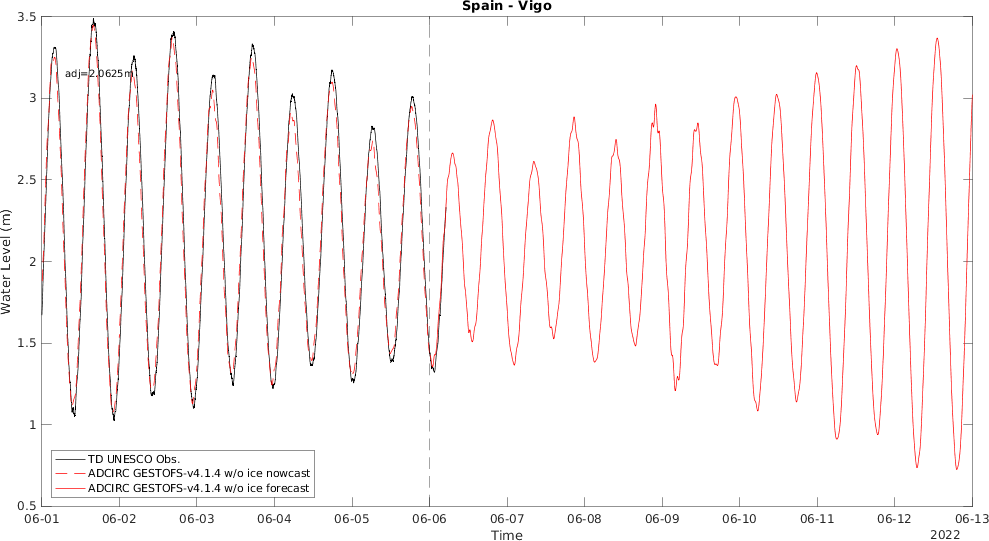 Spain - Vigo
3.5
adj=2.0625m
3
2.5
Water Level (m)
2
1.5
1
TD UNESCO Obs.
ADCIRC GESTOFS-v4.1.4 w/o ice nowcast
ADCIRC GESTOFS-v4.1.4 w/o ice forecast
0.5
06-01 06-02 06-03 06-04 06-05 06-06 06-07 06-08 06-09 06-10 06-11 06-12 06-13
Time
2022